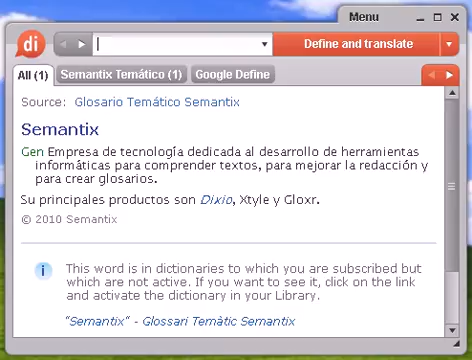 Menu
di
Define and translate
All (1)
Semantix Temático (1)
Google Define
Source: Glosario Temático Semantix
Semantix
Gen Empresa de tecnología dedicada al desarrollo de herramientas
informáticas para comprender textos, para mejorar la redacción y
para crear glosarios.
Su principales producto son Dixio, Xtyle y Gloxr.
© 2010 Semantix
This word is in dictionaries to which you are subscribed but
which are not active. If you want to see it, click on the link
and activate the dictionary in your Library.
"Semantix" - Glossari Temàtic Semantix